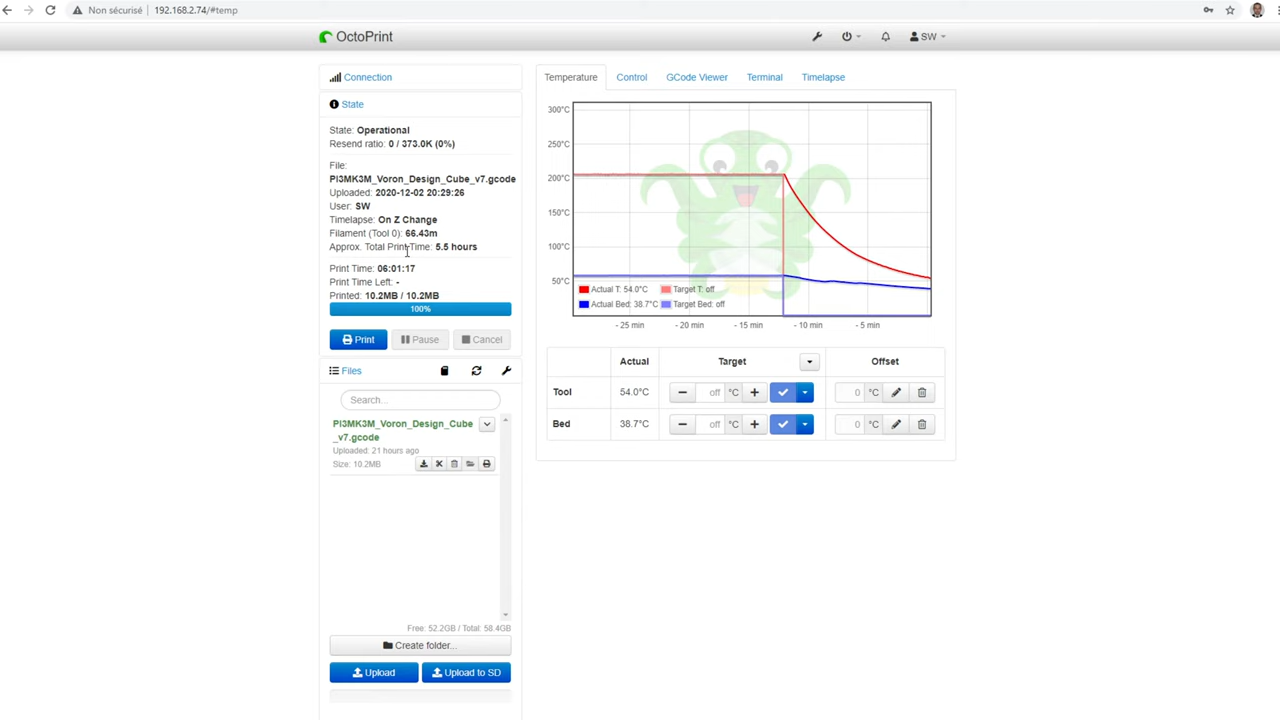 Non sécurisé 192.168.2.74/#temp
OctoPrint
SW
Connection
State
State: Operational
Resend ratio: 0 / 373.0K (0%)
File:
PI3MK3M_Voron_Design_Cube_v7.gcode
Uploaded: 2020-12-02 20:29:26
User: SW
Timelapse: On Z Change
Filament (Tool 0): 66.43m
Approx. Total Print Time: 5.5 hours
Print Time: 06:01:17
Print Time Left: -
Printed: 10.2MB / 10.2MB
100%
Print Pause Cancel
Files
Search...
PI3MK3M_Voron_Design_Cube
_v7.gcode
Uploaded: 21 hours ago
Size: 10.2MB
Free: 52.2GB / Total: 58.4GB
Create folder...
Upload Upload to SD
Temperature Control GCode Viewer Terminal Timelapse
300°C
250°C
200°C
150°C
100°C
50°C
Actual T: 54.0°C Target T: off
Actual Bed: 38.7°C Target Bed: off
- 25 min - 20 min - 15 min - 10 min - 5 min
Actual Target Offset
Tool 54.0°C off °C 0 °C
Bed 38.7°C off °C 0 °C